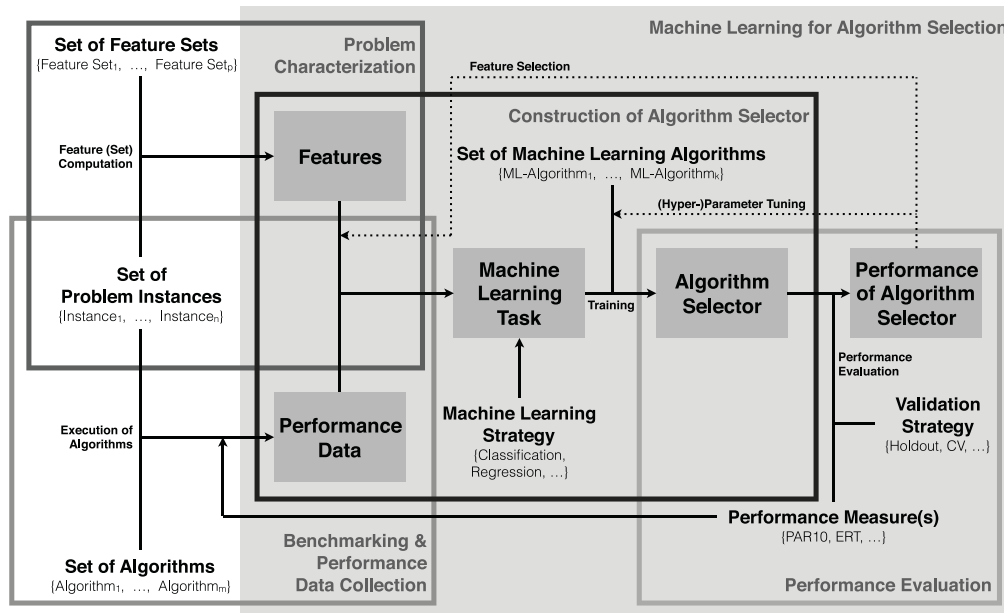 Machine Learning for Algorithm Selection
Set of Feature Sets
{Feature Set1, …, Feature Setp}
Problem
Characterization
Feature Selection
Construction of Algorithm Selector
Feature (Set)
Computation
Features
Set of Machine Learning Algorithms
{ML-Algorithm1, …, ML-Algorithmk}
(Hyper-)Parameter Tuning
Set of
Problem Instances
{Instance1, …, Instancen}
Machine
Learning
Task
Training
Algorithm
Selector
Performance
of Algorithm
Selector
Performance
Evaluation
Execution of
Algorithms
Performance
Data
Machine Learning
Strategy
{Classification,
Regression, …}
Validation
Strategy
{Holdout, CV, …}
Performance Measure(s)
{PAR10, ERT, …}
Set of Algorithms
{Algorithm1, …, Algorithmm}
Benchmarking &
Performance
Data Collection
Performance Evaluation